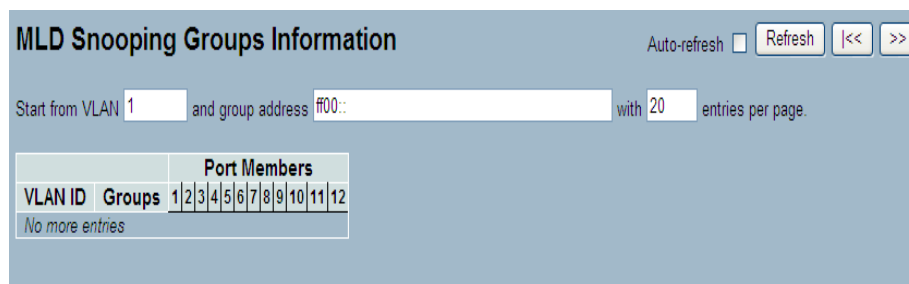 MLD Snooping Groups Information
Auto-refresh Refresh |<< >>
Start from VLAN 1 and group address ff00:: with 20 entries per page.
Port Members
VLAN ID Groups 1 2 3 4 5 6 7 8 9 10 11 12
No more entries